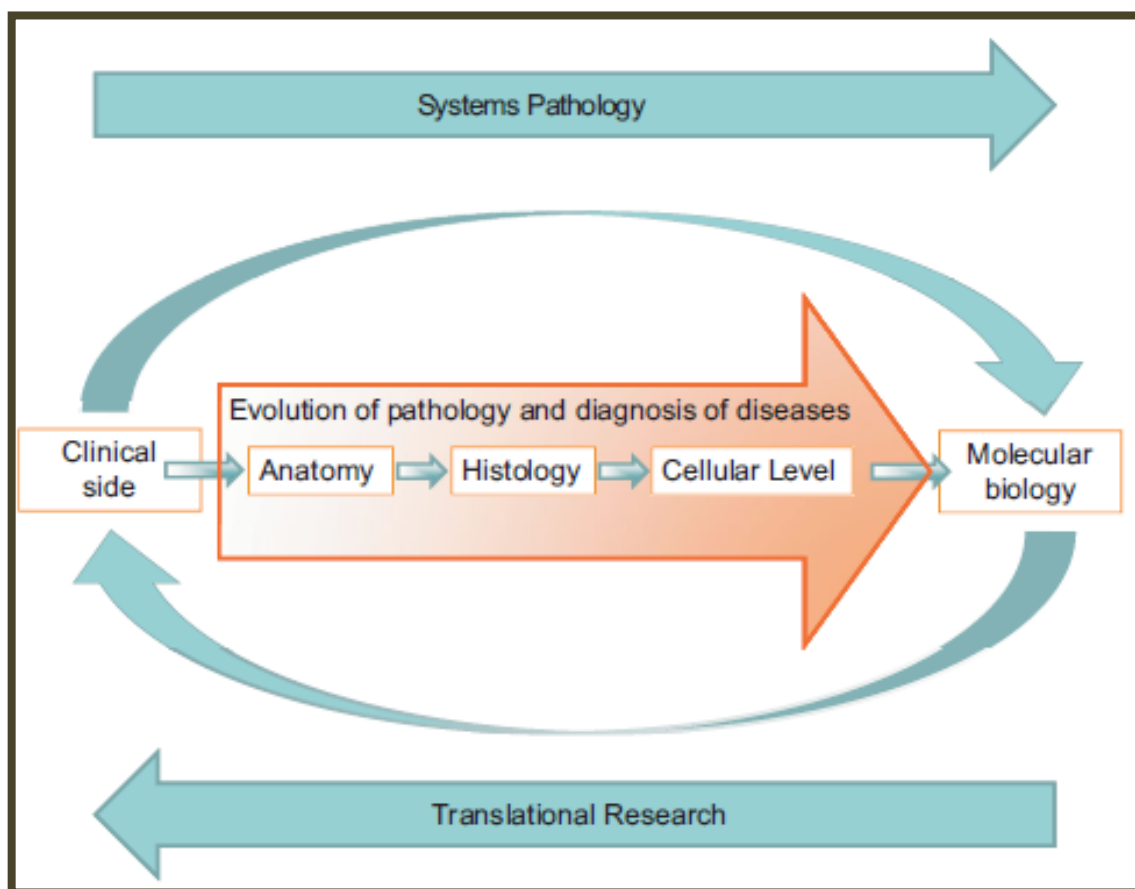 Systems Pathology
Evolution of pathology and diagnosis of diseases
Clinical
side
Anatomy
Histology
Cellular Level
Molecular
biology
Translational Research